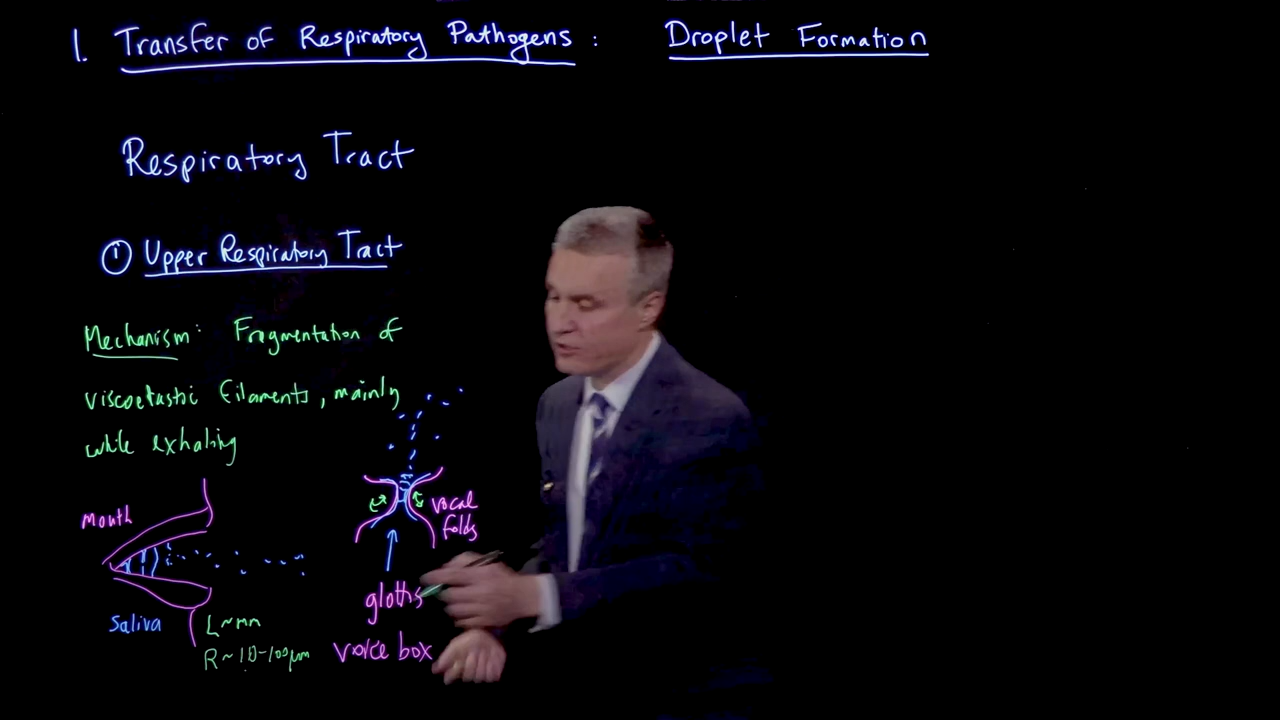 1. Transfer of Respiratory Pathogens : Droplet Formation
Respiratory Tract
① Upper Respiratory Tract
Mechanism: Fragmentation of
viscoelastic filaments, mainly
while exhaling
Mouth
vocal
folds
glottis
Saliva
L~mm
R~10-100μm
voice box